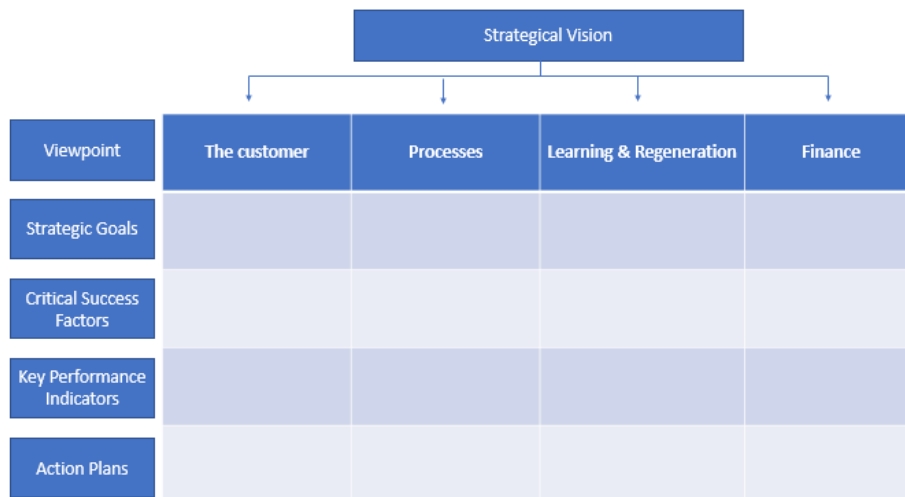 Strategical Vision
Viewpoint
The customer
Processes
Learning & Regeneration
Finance
Strategic Goals
Critical Success
Factors
Key Performance
Indicators
Action Plans